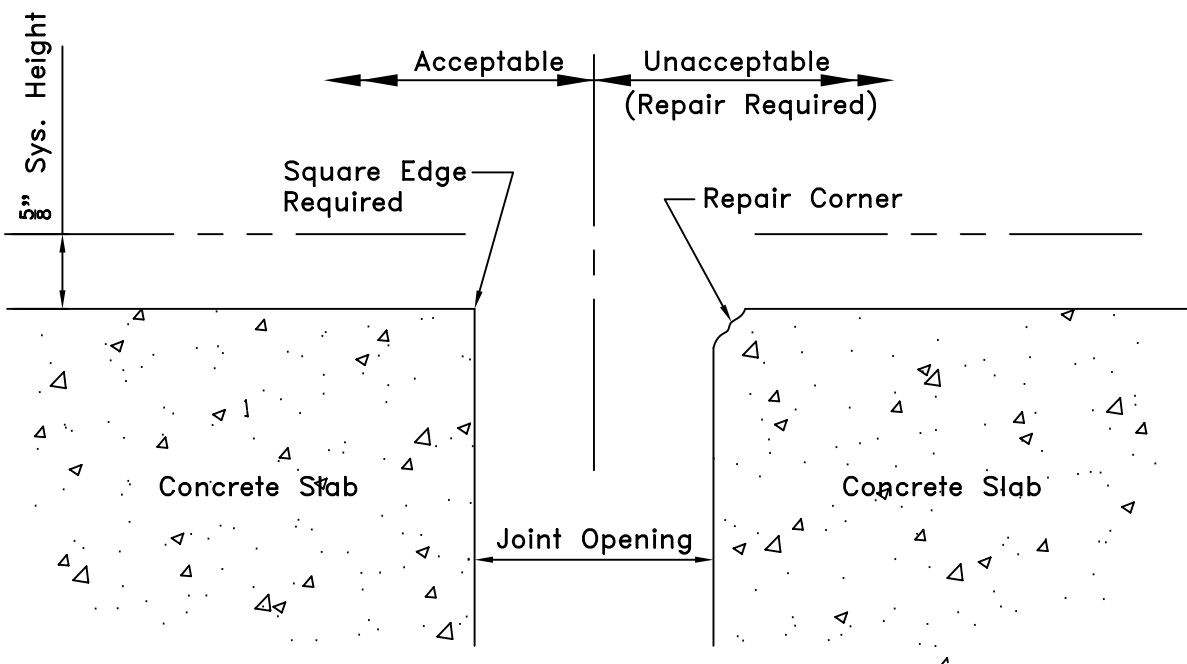 5/8" Sys. Height
Acceptable
Unacceptable
(Repair Required)
Square Edge
Required
Repair Corner
Concrete Slab
Concrete Slab
Joint Opening